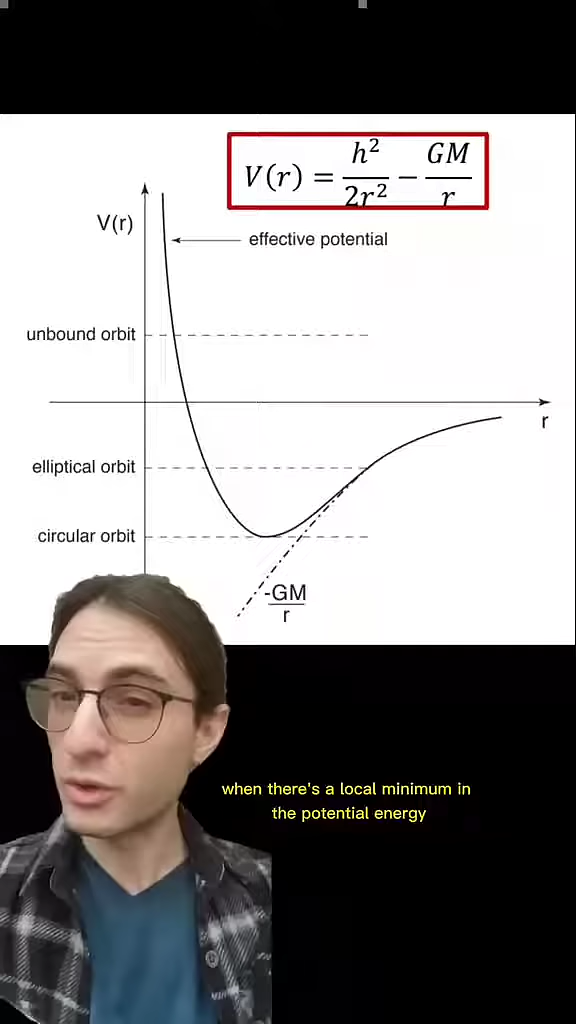 V(r) = h²/2r² − GM/r
V(r)
effective potential
unbound orbit
r
elliptical orbit
circular orbit
-GM
r
when there's a local minimum in
the potential energy